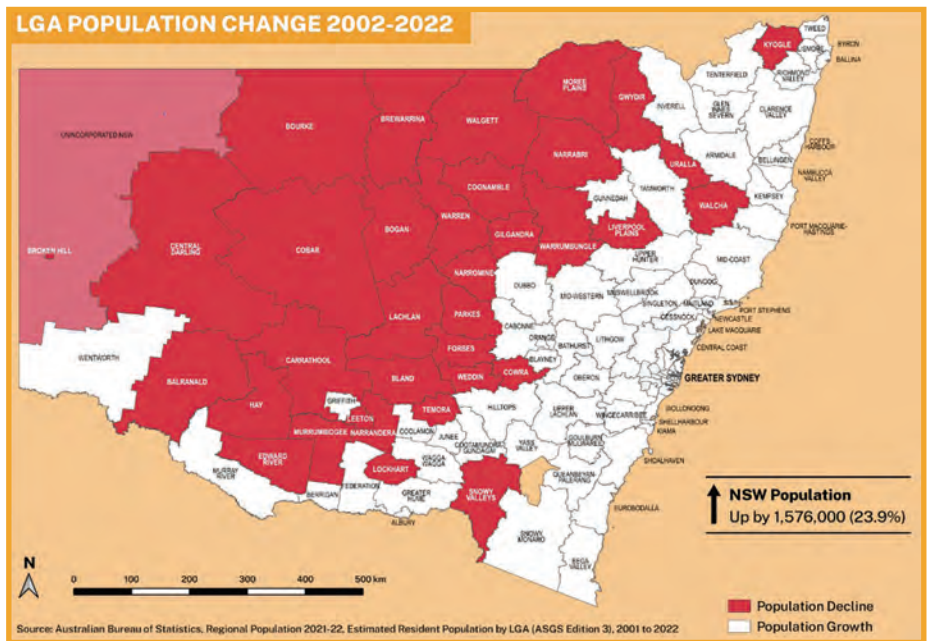 LGA POPULATION CHANGE 2002-2022
TWEED
KYOGLE
LISMORE
BYRON
BALLINA
RICHMOND
VALLEY
TENTERFIELD
MOREE
PLAINS
GWYDIR
INVERELL
GLEN
INNES
SEVERN
CLARENCE
VALLEY
UNINCORPORATED NSW
BOURKE
BREWARRINA
WALGETT
NARRABRI
URALLA
ARMIDALE
BELLINGEN
COFFS
HARBOUR
NAMBUCCA
VALLEY
COONAMBLE
GUNNEDAH
TAMWORTH
WALCHA
KEMPSEY
PORT MACQUARIE-
HASTINGS
BROKEN HILL
CENTRAL
DARLING
COBAR
BOGAN
WARREN
GILGANDRA
WARRUMBUNGLE
LIVERPOOL
PLAINS
UPPER
HUNTER
MID-COAST
NARROMINE
DUBBO
MID-WESTERN
MUSWELLBROOK
DUNGOG
SINGLETON
MAITLAND
PORT STEPHENS
CESSNOCK
NEWCASTLE
LAKE MACQUARIE
CENTRAL COAST
WENTWORTH
LACHLAN
PARKES
CABONNE
ORANGE
BATHURST
LITHGOW
FORBES
BLAYNEY
CARRATHOOL
BALRANALD
BLAND
WEDDIN
COWRA
OBERON
GREATER SYDNEY
HAY
GRIFFITH
LEETON
TEMORA
HILLTOPS
UPPER
LACHLAN
WINGECARRIBEE
WOLLONGONG
SHELLHARBOUR
KIAMA
MURRUMBIDGEE
NARRANDERA
COOLAMON
JUNEE
COOTAMUNDRA
GUNDAGAI
YASS
VALLEY
GOULBURN
MULWAREE
SHOALHAVEN
EDWARD
RIVER
LOCKHART
WAGGA
WAGGA
MURRAY
RIVER
BERRIGAN
FEDERATION
GREATER
HUME
ALBURY
SNOWY
VALLEYS
QUEANBEYAN-
PALERANG
EUROBODALLA
SNOWY
MONARO
BEGA
VALLEY
NSW Population
Up by 1,576,000 (23.9%)
N
0 100 200 300 400 500 km
Population Decline
Population Growth
Source: Australian Bureau of Statistics, Regional Population 2021-22, Estimated Resident Population by LGA (ASGS Edition 3), 2001 to 2022